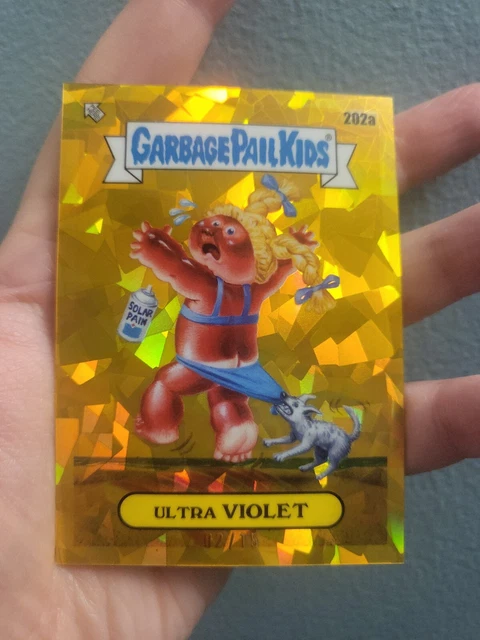 202a
GARBAGE PAIL KIDS®
SOLAR
PAIN
ULTRA VIOLET